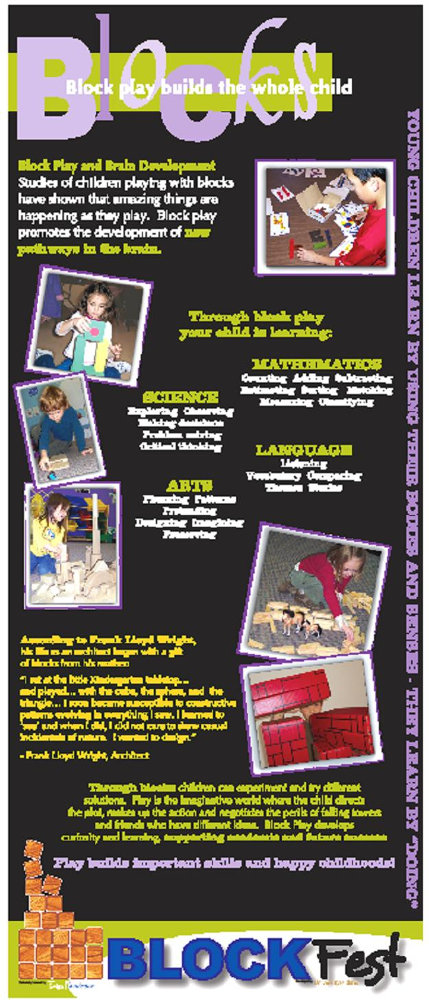 Blocks
Block play builds the whole child
Block Play and Brain Development
Studies of children playing with blocks
have shown that amazing things are
happening as they play. Block play
promotes the development of new
pathways in the brain.
Through block play
your child is learning:
MATHEMATICS
Counting Adding Subtracting
Estimating Sorting Matching
Measuring Classifying
SCIENCE
Exploring Observing
Making decisions
Problem solving
Critical thinking
LANGUAGE
Listening
Vocabulary Comparing
Themes Stories
ARTS
Planning Patterns
Pretending
Designing Imagining
According to Frank Lloyd Wright,
his life as an architect began with a gift
of blocks from his mother:
"I sat at the little Kindergarten tabletop...
and played... with the cube, the sphere, and the
triangle... I soon became susceptible to constructive
patterns evolving in everything I saw. I learned to
'see' and when I did, I did not care to draw casual
incidentals of nature. I wanted to design."
- Frank Lloyd Wright, Architect
Through blocks children can experiment and try different
solutions. Play is the imaginative world where the child directs
the plot, makes up the action and negotiates the perils of falling towers
and friends who have different ideas. Block Play develops
curiosity and learning, supporting academic and future success
Play builds important skills and happy childhoods!
YOUNG CHILDREN LEARN BY USING THEIR BODIES AND SENSES - THEY LEARN BY "DOING"
BLOCKFest